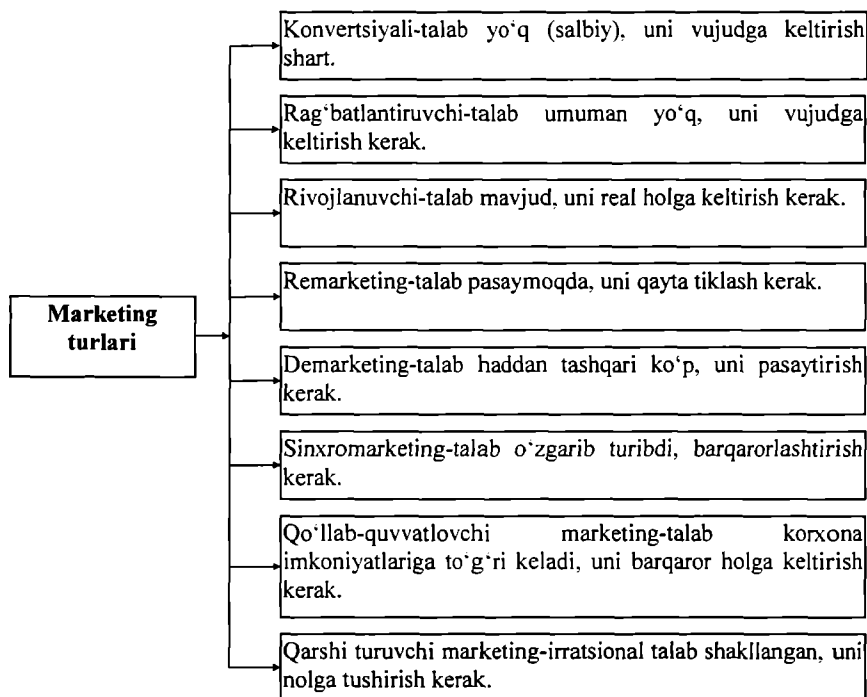 Konvertsiyali-talab yo‘q (salbiy), uni vujudga keltirish
shart.
Rag‘batlantiruvchi-talab umuman yo‘q, uni vujudga
keltirish kerak.
Rivojlanuvchi-talab mavjud, uni real holga keltirish kerak.
Remarketing-talab pasaymoqda, uni qayta tiklash kerak.
Marketing
turlari
Demarketing-talab haddan tashqari ko‘p, uni pasaytirish
kerak.
Sinxromarketing-talab o‘zgarib turibdi, barqarorlashtirish
kerak.
Qo‘llab-quvvatlovchi marketing-talab korxona
imkoniyatlariga to‘g‘ri keladi, uni barqaror holga keltirish
kerak.
Qarshi turuvchi marketing-irratsional talab shakllangan, uni
nolga tushirish kerak.